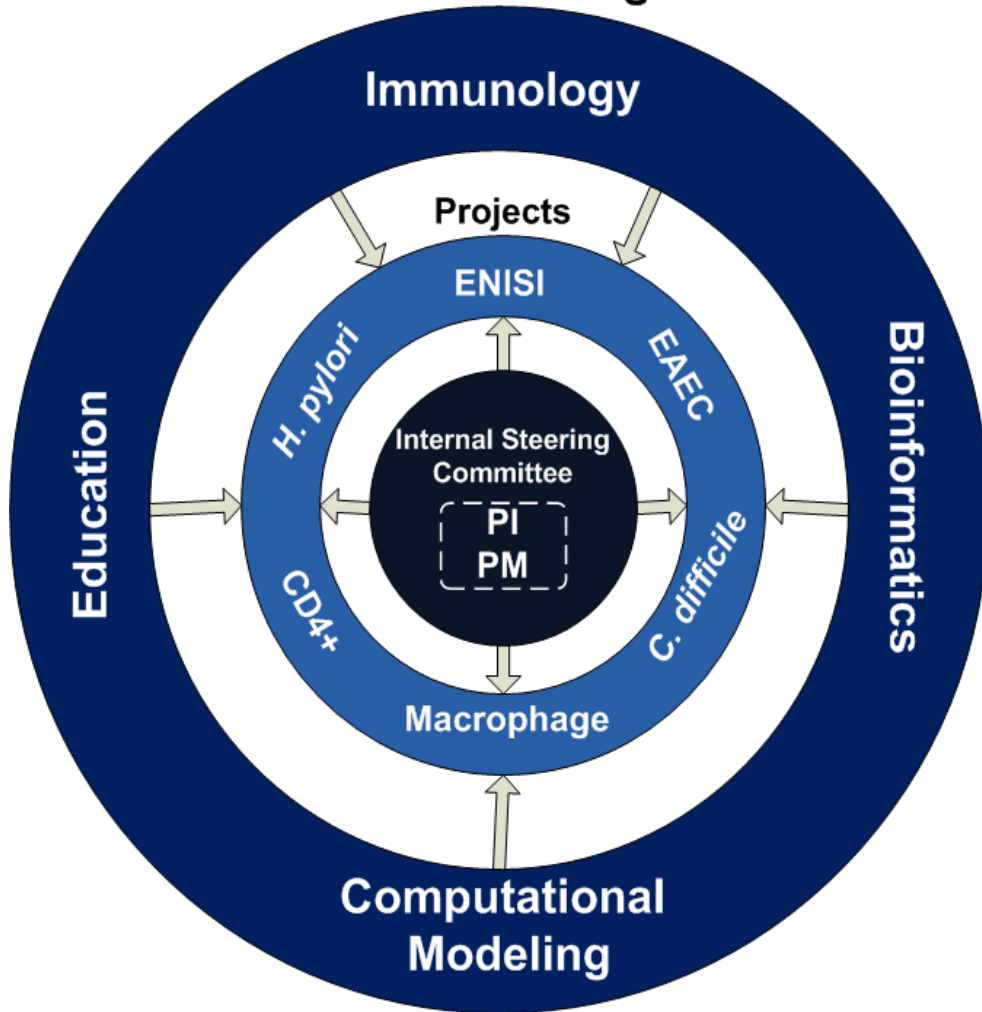 Immunology
Projects
ENISI
H. pylori
EAEC
Bioinformatics
Education
Internal Steering
Committee
PI
PM
CD4+
C. difficile
Macrophage
Computational
Modeling